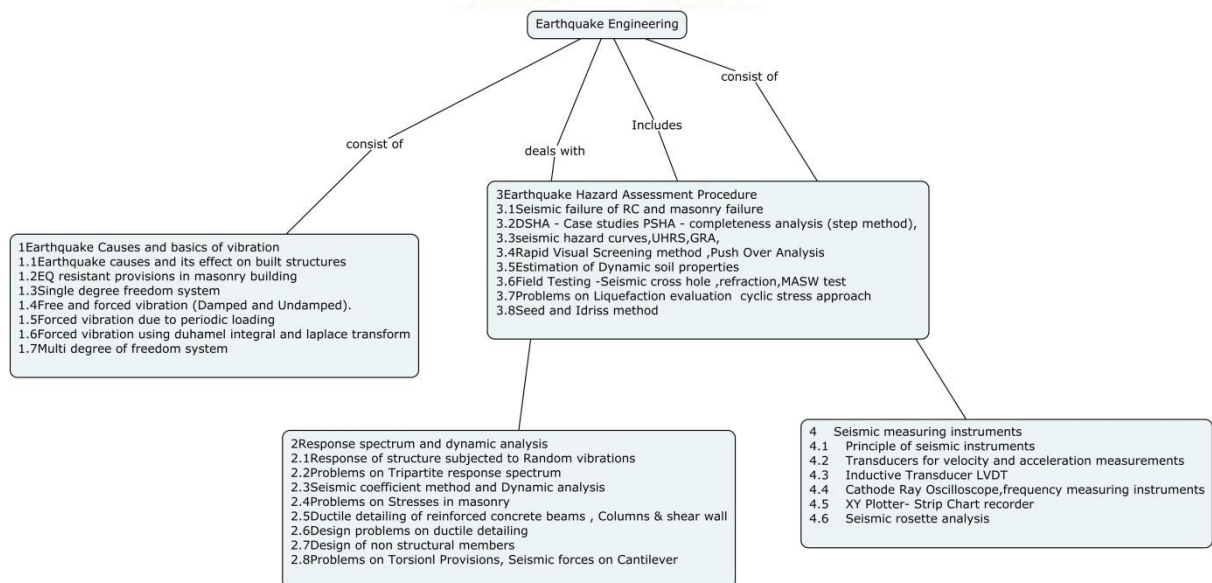 Earthquake Engineering
consist of
Includes
consist of
deals with
1Earthquake Causes and basics of vibration
1.1Earthquake causes and its effect on built structures
1.2EQ resistant provisions in masonry building
1.3Single degree freedom system
1.4Free and forced vibration (Damped and Undamped).
1.5Forced vibration due to periodic loading
1.6Forced vibration using duhamel integral and laplace transform
1.7Multi degree of freedom system
3Earthquake Hazard Assessment Procedure
3.1Seismic failure of RC and masonry failure
3.2DSHA - Case studies PSHA - completeness analysis (step method),
3.3seismic hazard curves,UHRS,GRA,
3.4Rapid Visual Screening method ,Push Over Analysis
3.5Estimation of Dynamic soil properties
3.6Field Testing -Seismic cross hole ,refraction,MASW test
3.7Problems on Liquefaction evaluation  cyclic stress approach
3.8Seed and Idriss method
2Response spectrum and dynamic analysis
2.1Response of structure subjected to Random vibrations
2.2Problems on Tripartite response spectrum
2.3Seismic coefficient method and Dynamic analysis
2.4Problems on Stresses in masonry
2.5Ductile detailing of reinforced concrete beams , Columns & shear wall
2.6Design problems on ductile detailing
2.7Design of non structural members
2.8Problems on Torsionl Provisions, Seismic forces on Cantilever
4 Seismic measuring instruments
4.1 Principle of seismic instruments
4.2 Transducers for velocity and acceleration measurements
4.3 Inductive Transducer LVDT
4.4 Cathode Ray Oscilloscope,frequency measuring instruments
4.5 XY Plotter- Strip Chart recorder
4.6 Seismic rosette analysis